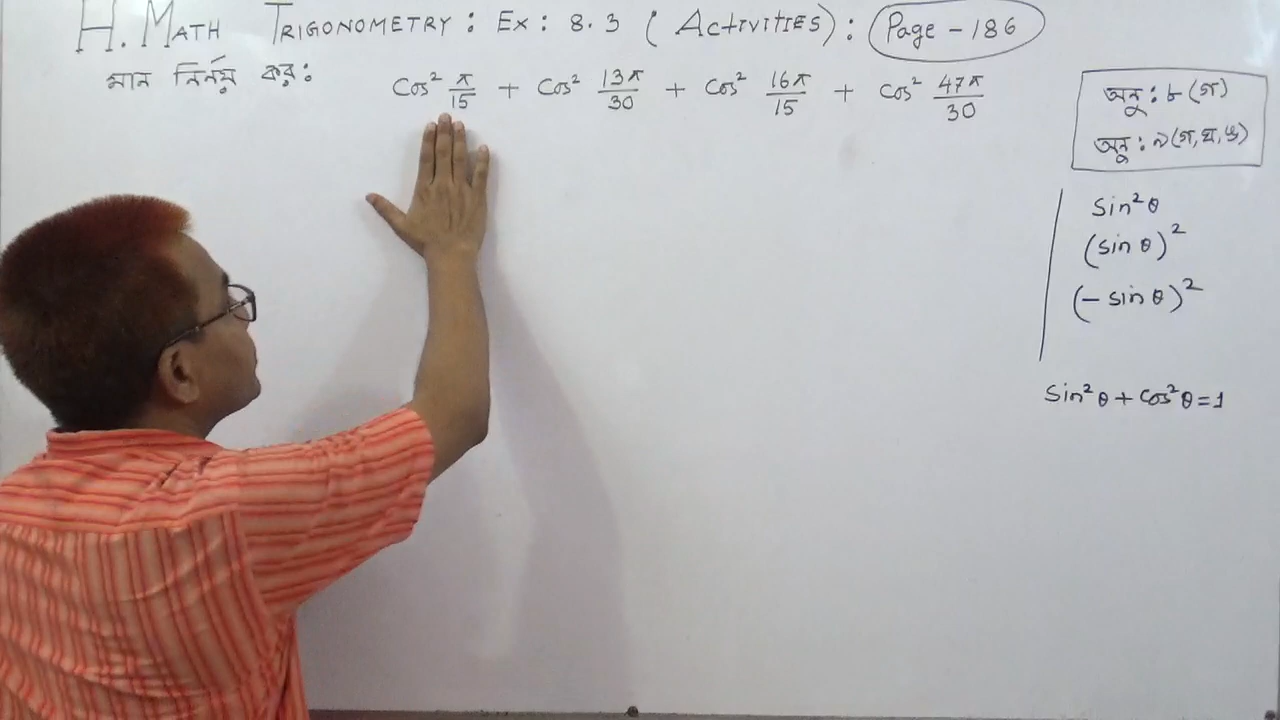 H. MATH TRIGONOMETRY : Ex : 8.3 ( Activities ) : Page - 186
মান নির্ণয় কর: cos² π/15 + cos² 13π/30 + cos² 16π/15 + cos² 47π/30
অনু : ৮ (গ)
অনু : ৯ (গ, ঘ, ঙ)
sin²θ
(sin θ)²
(- sin θ)²
sin²θ + cos²θ = 1